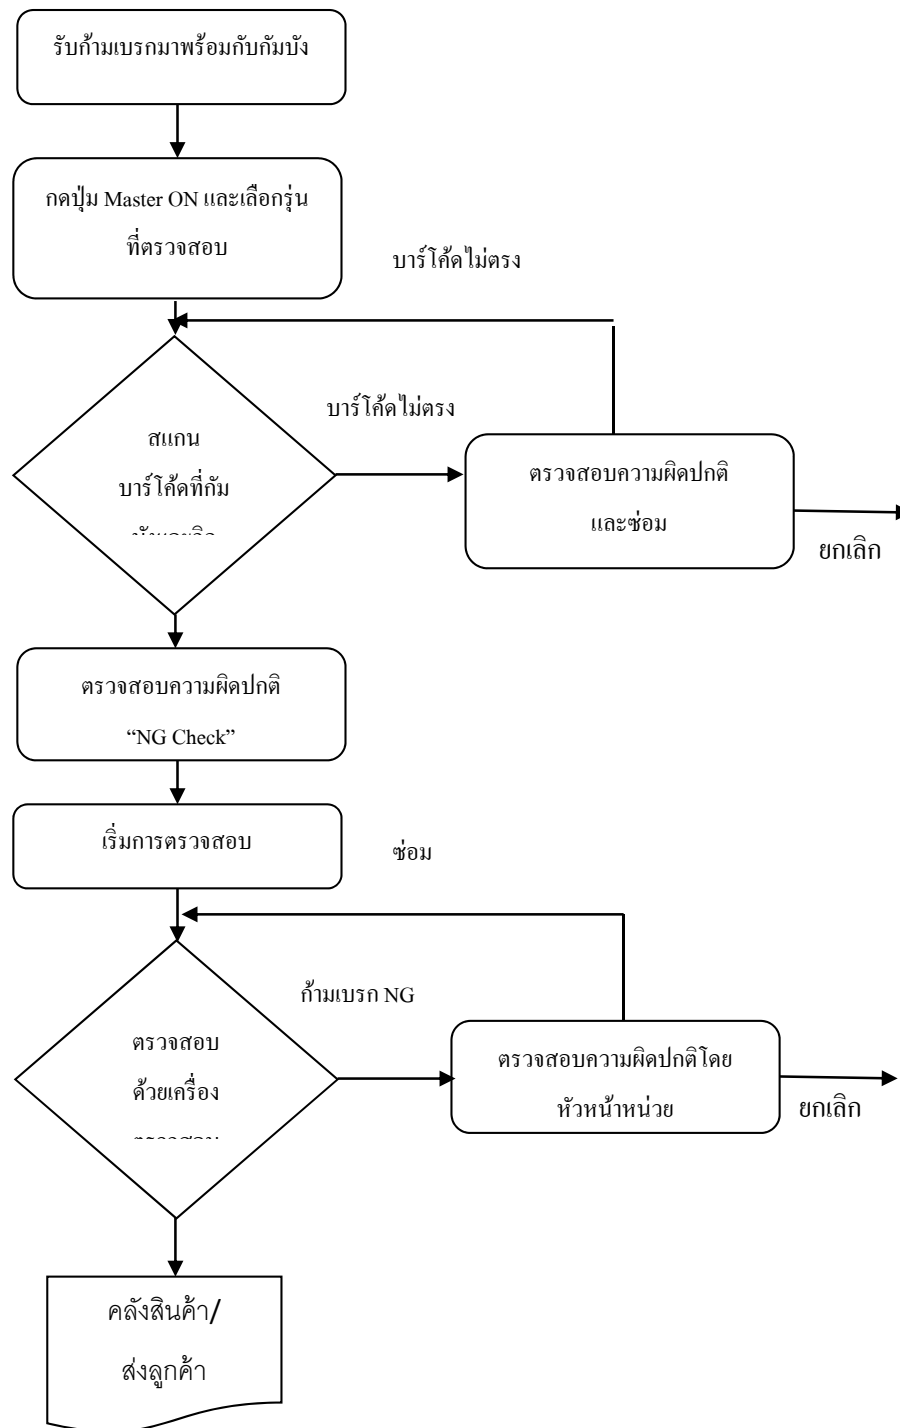 รับก้ามเบรกมาพร้อมกับกัมบัง
กดปุ่ม Master ON และเลือกรุ่น
ที่ตรวจสอบ
บาร์โค้ดไม่ตรง
บาร์โค้ดไม่ตรง
สแกน
บาร์โค้ดที่กัม
ตรวจสอบความผิดปกติ
และซ่อม
ยกเลิก
ตรวจสอบความผิดปกติ
“NG Check”
เริ่มการตรวจสอบ
ซ่อม
ก้ามเบรก NG
ตรวจสอบ
ด้วยเครื่อง
ตรวจสอบความผิดปกติโดย
หัวหน้าหน่วย
ยกเลิก
คลังสินค้า/
ส่งลูกค้า